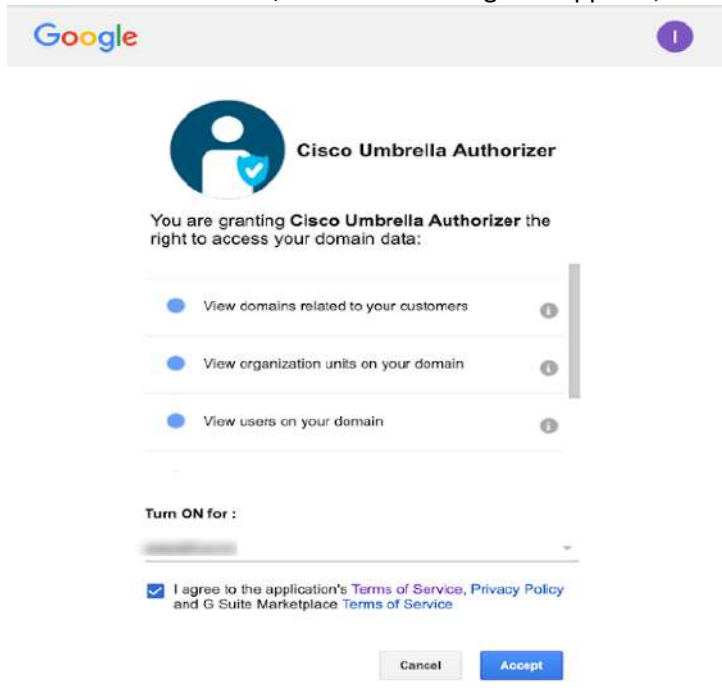 Google
I
Cisco Umbrella Authorizer
You are granting Cisco Umbrella Authorizer the
right to access your domain data:
View domains related to your customers
View organization units on your domain
View users on your domain
Turn ON for :
I agree to the application's Terms of Service, Privacy Policy
and G Suite Marketplace Terms of Service
Cancel Accept